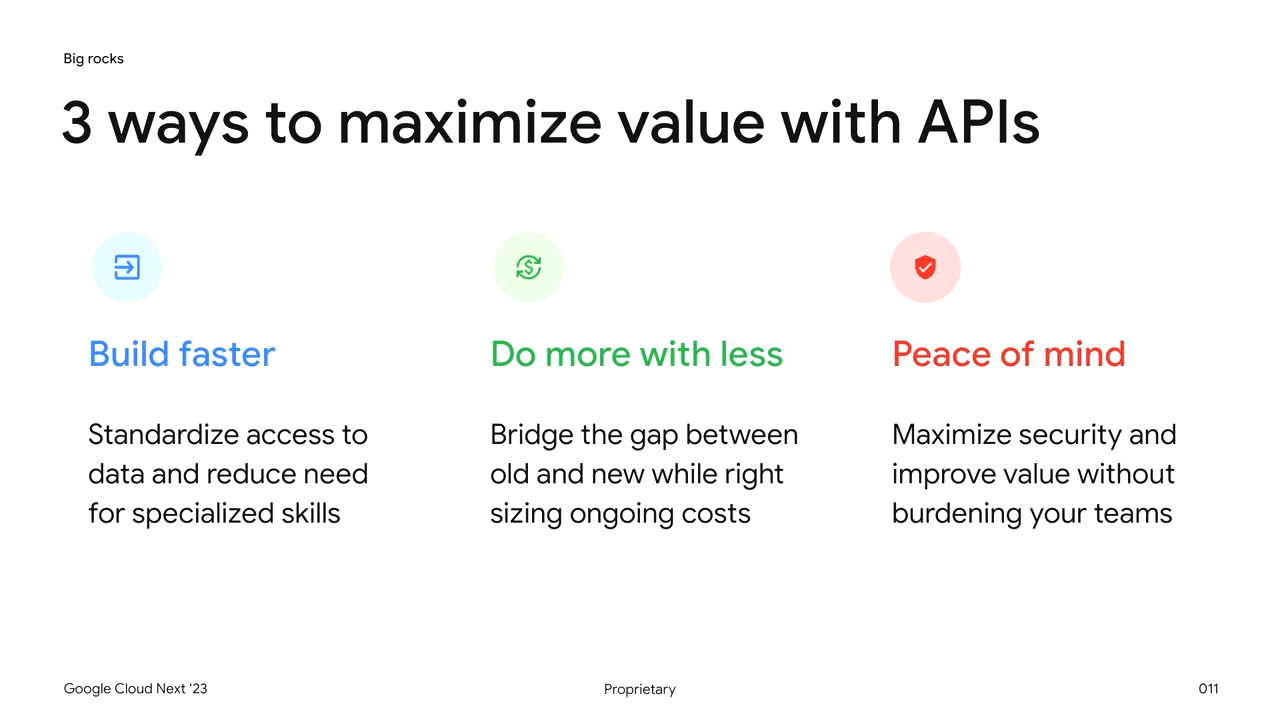 Big rocks
3 ways to maximize value with APIs
Build faster
Standardize access to
data and reduce need
for specialized skills
Do more with less
Bridge the gap between
old and new while right
sizing ongoing costs
Peace of mind
Maximize security and
improve value without
burdening your teams
Google Cloud Next ‘23
Proprietary
011